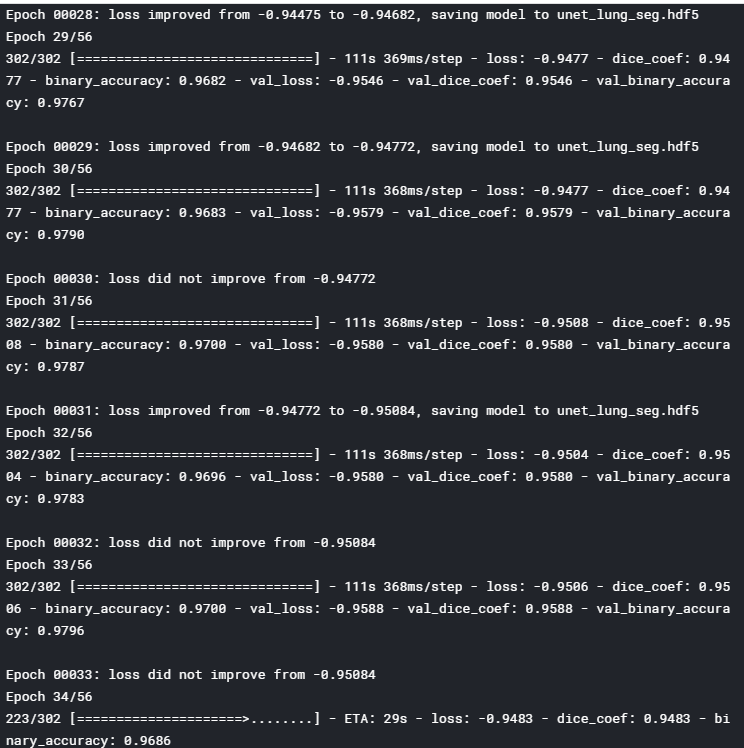 Epoch 00028: loss improved from -0.94475 to -0.94682, saving model to unet_lung_seg.hdf5
Epoch 29/56
302/302 [==============================] - 111s 369ms/step - loss: -0.9477 - dice_coef: 0.94
77 - binary_accuracy: 0.9682 - val_loss: -0.9546 - val_dice_coef: 0.9546 - val_binary_accura
cy: 0.9767
Epoch 00029: loss improved from -0.94682 to -0.94772, saving model to unet_lung_seg.hdf5
Epoch 30/56
302/302 [==============================] - 111s 368ms/step - loss: -0.9477 - dice_coef: 0.94
77 - binary_accuracy: 0.9683 - val_loss: -0.9579 - val_dice_coef: 0.9579 - val_binary_accura
cy: 0.9790
Epoch 00030: loss did not improve from -0.94772
Epoch 31/56
302/302 [==============================] - 111s 368ms/step - loss: -0.9508 - dice_coef: 0.95
08 - binary_accuracy: 0.9700 - val_loss: -0.9580 - val_dice_coef: 0.9580 - val_binary_accura
cy: 0.9787
Epoch 00031: loss improved from -0.94772 to -0.95084, saving model to unet_lung_seg.hdf5
Epoch 32/56
302/302 [==============================] - 111s 368ms/step - loss: -0.9504 - dice_coef: 0.95
04 - binary_accuracy: 0.9696 - val_loss: -0.9580 - val_dice_coef: 0.9580 - val_binary_accura
cy: 0.9783
Epoch 00032: loss did not improve from -0.95084
Epoch 33/56
302/302 [==============================] - 111s 368ms/step - loss: -0.9506 - dice_coef: 0.95
06 - binary_accuracy: 0.9700 - val_loss: -0.9588 - val_dice_coef: 0.9588 - val_binary_accura
cy: 0.9796
Epoch 00033: loss did not improve from -0.95084
Epoch 34/56
223/302 [=====================>........] - ETA: 29s - loss: -0.9483 - dice_coef: 0.9483 - bi
nary_accuracy: 0.9686